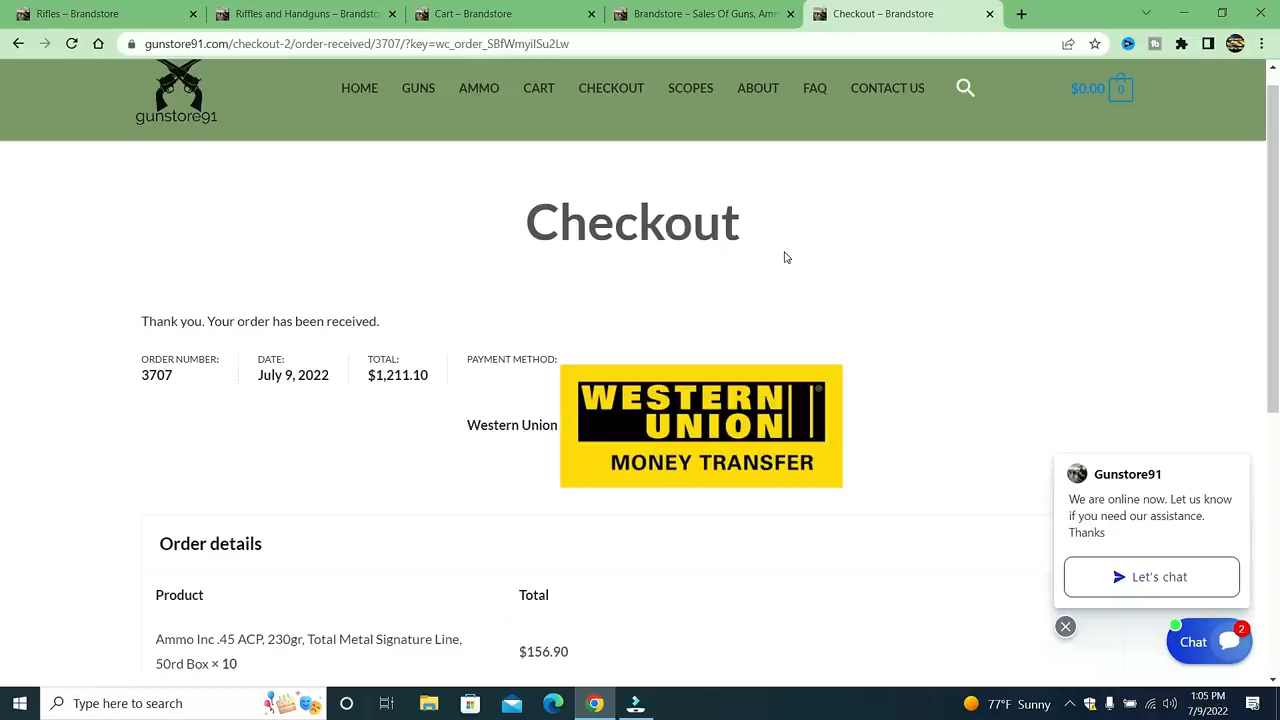 Rifles – Brandstore
Rifles and Handguns – Brandsto
Cart – Brandstore
Brandstore – Sales Of Guns, Amm
Checkout – Brandstore
gunstore91.com/checkout-2/order-received/3707/?key=wc_order_SBfWmyiISu2Lw
gunstore91
HOME
GUNS
AMMO
CART
CHECKOUT
SCOPES
ABOUT
FAQ
CONTACT US
$0.00
0
Checkout
Thank you. Your order has been received.
ORDER NUMBER:
3707
DATE:
July 9, 2022
TOTAL:
$1,211.10
PAYMENT METHOD:
Western Union
WESTERN
UNION
®
MONEY TRANSFER
Order details
Product
Total
Ammo Inc .45 ACP, 230gr, Total Metal Signature Line,
50rd Box × 10
$156.90
Gunstore91
We are online now. Let us know
if you need our assistance.
Thanks
Let's chat
Chat
2
Type here to search
77°F Sunny
1:05 PM
7/9/2022